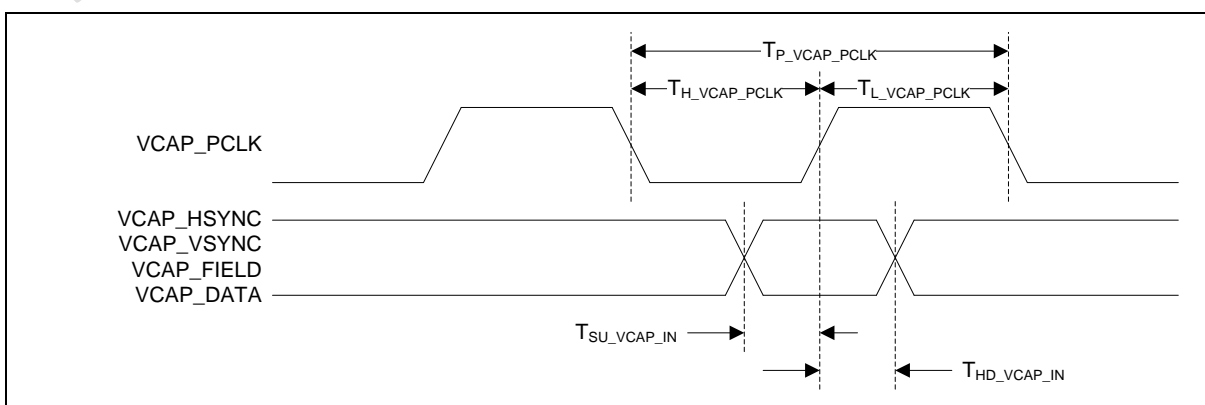 T_P_VCAP_PCLK
T_H_VCAP_PCLK
T_L_VCAP_PCLK
VCAP_PCLK
VCAP_HSYNC
VCAP_VSYNC
VCAP_FIELD
VCAP_DATA
T_SU_VCAP_IN
T_HD_VCAP_IN